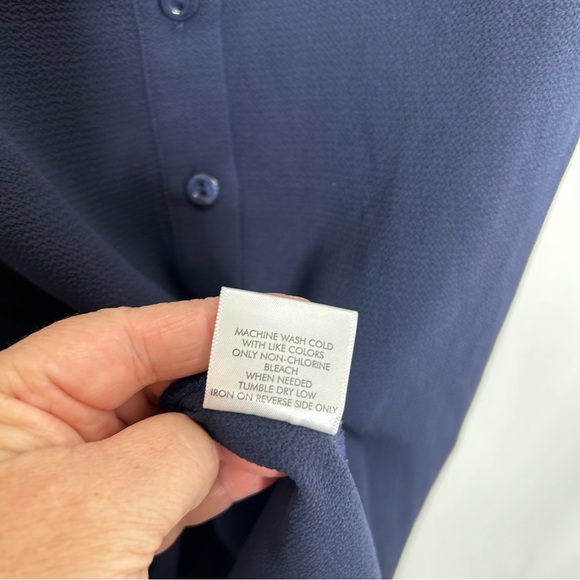 MACHINE WASH COLD
WITH LIKE COLORS
ONLY NON-CHLORINE
BLEACH
WHEN NEEDED
TUMBLE DRY LOW
IRON ON REVERSE SIDE ONLY